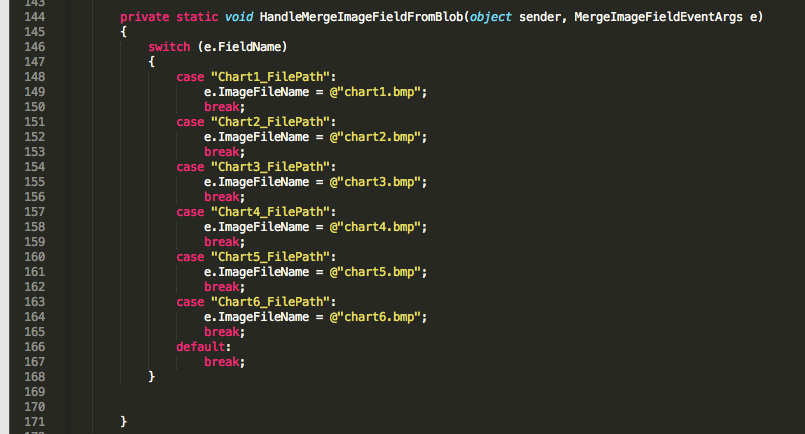 143
144 private static void HandleMergeImageFieldFromBlob(object sender, MergeImageFieldEventArgs e)
145 {
146 switch (e.FieldName)
147 {
148 case "Chart1_FilePath":
149 e.ImageFileName = @"chart1.bmp";
150 break;
151 case "Chart2_FilePath":
152 e.ImageFileName = @"chart2.bmp";
153 break;
154 case "Chart3_FilePath":
155 e.ImageFileName = @"chart3.bmp";
156 break;
157 case "Chart4_FilePath":
158 e.ImageFileName = @"chart4.bmp";
159 break;
160 case "Chart5_FilePath":
161 e.ImageFileName = @"chart5.bmp";
162 break;
163 case "Chart6_FilePath":
164 e.ImageFileName = @"chart6.bmp";
165 break;
166 default:
167 break;
168 }
169
170
171 }
172